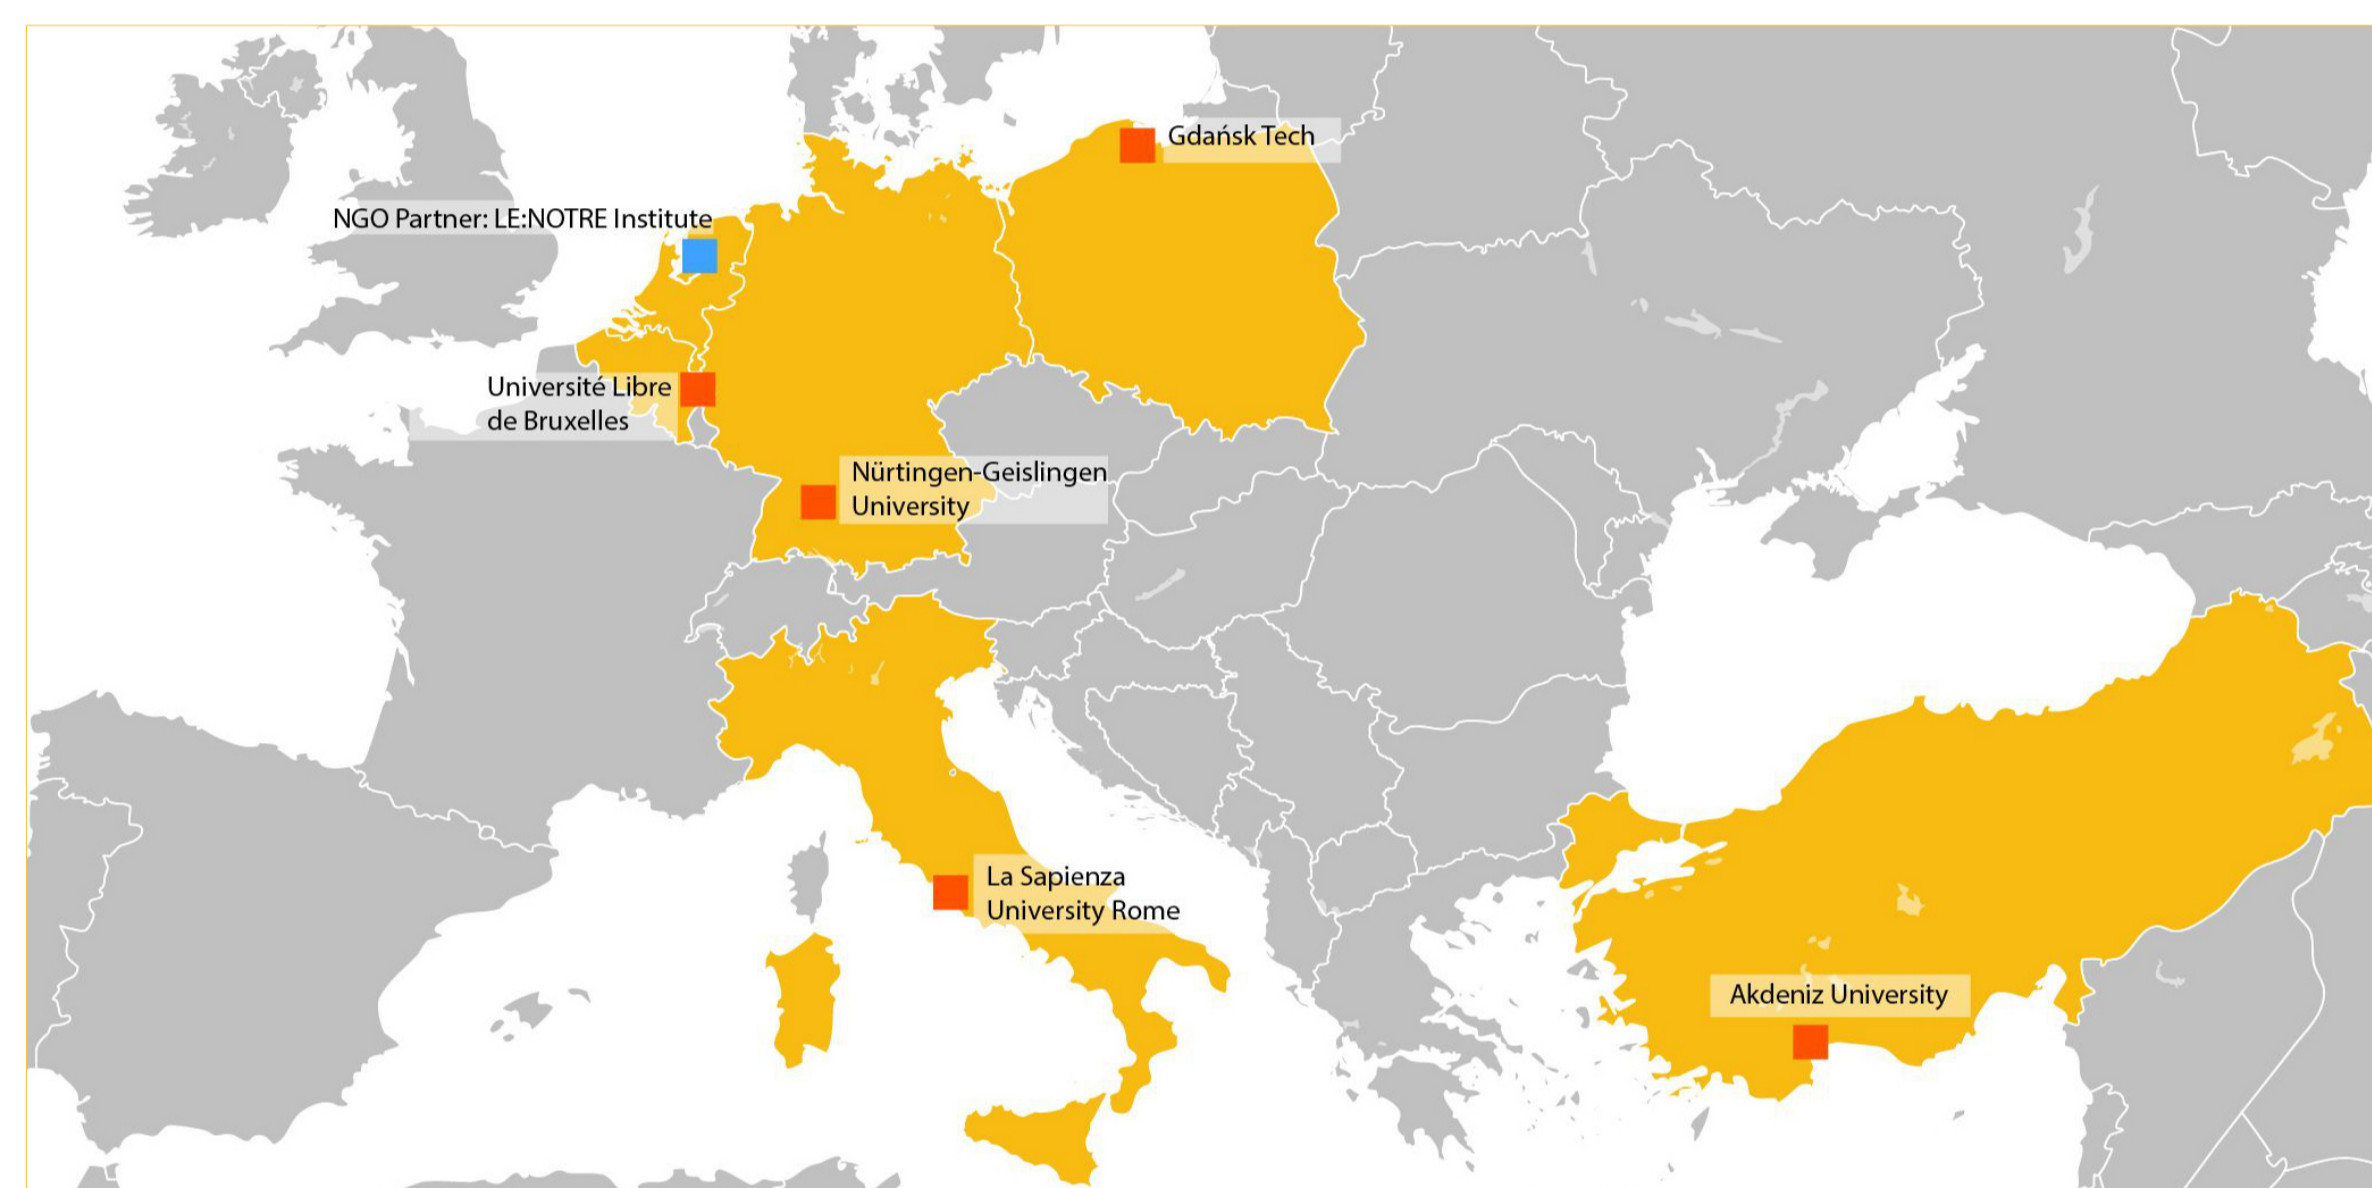 Gdańsk Tech
NGO Partner: LE:NOTRE Institute
Université Libre
de Bruxelles
Nürtingen-Geislingen
University
La Sapienza
University Rome
Akdeniz University